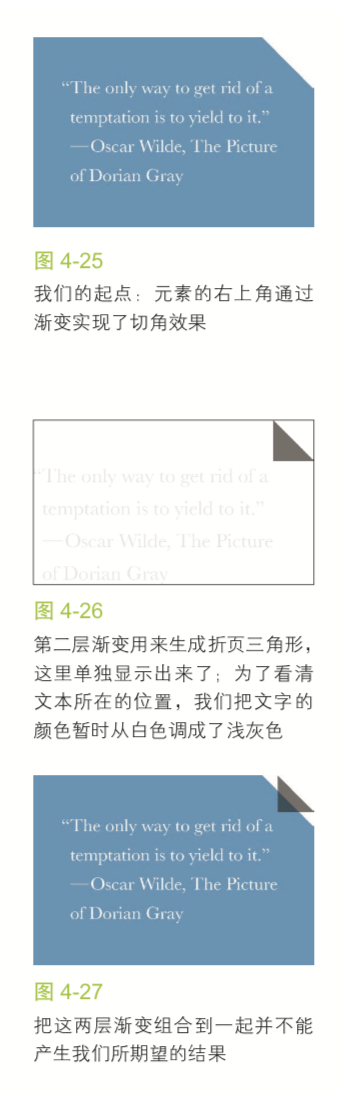 “The only way to get rid of a
temptation is to yield to it.”
—Oscar Wilde, The Picture
of Dorian Gray
图 4-25
我们的起点：元素的右上角通过
渐变实现了切角效果
“The only way to get rid of a
temptation is to yield to it.”
—Oscar Wilde, The Picture
of Dorian Gray
图 4-26
第二层渐变用来生成折页三角形，
这里单独显示出来了；为了看清
文本所在的位置，我们把文字的
颜色暂时从白色调成了浅灰色
“The only way to get rid of a
temptation is to yield to it.”
—Oscar Wilde, The Picture
of Dorian Gray
图 4-27
把这两层渐变组合到一起并不能
产生我们所期望的结果